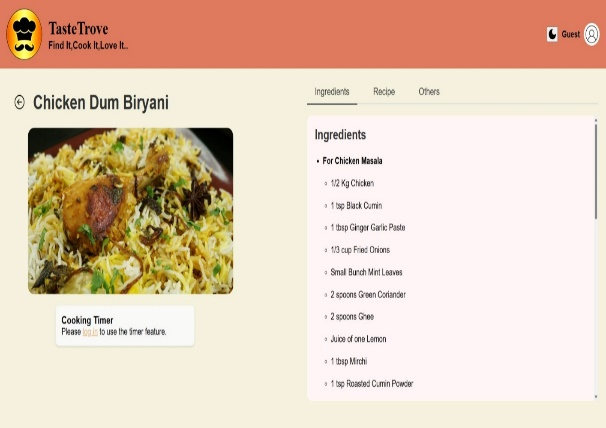 TasteTrove
Find It,Cook It,Love It..
Guest
Chicken Dum Biryani
Cooking Timer
Please log in to use the timer feature.
Ingredients Recipe Others
Ingredients
For Chicken Masala
1/2 Kg Chicken
1 tsp Black Cumin
1 tbsp Ginger Garlic Paste
1/3 cup Fried Onions
Small Bunch Mint Leaves
2 spoons Green Coriander
2 spoons Ghee
Juice of one Lemon
1 tbsp Mirchi
1 tsp Roasted Cumin Powder